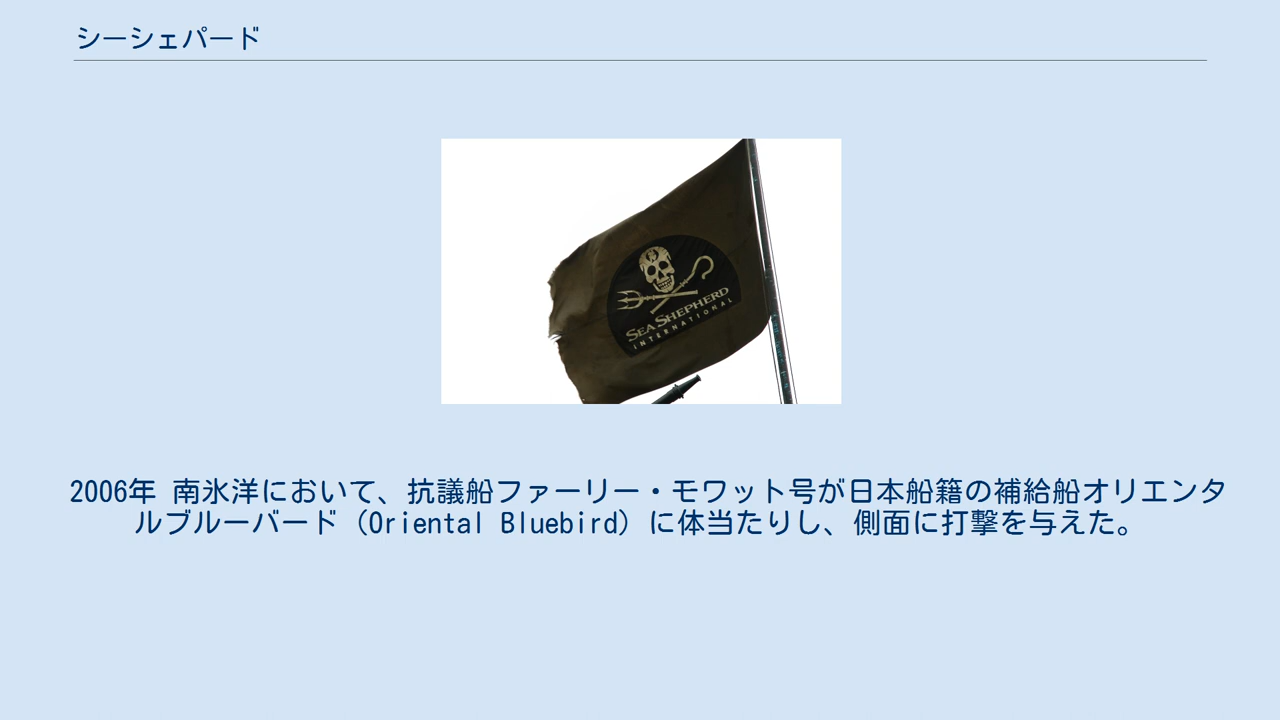 シーシェパード
SEA SHEPHERD
INTERNATIONAL
2006年 南氷洋において、抗議船ファーリー・モワット号が日本船籍の補給船オリエンタ
ルブルーバード（Oriental Bluebird）に体当たりし、側面に打撃を与えた。